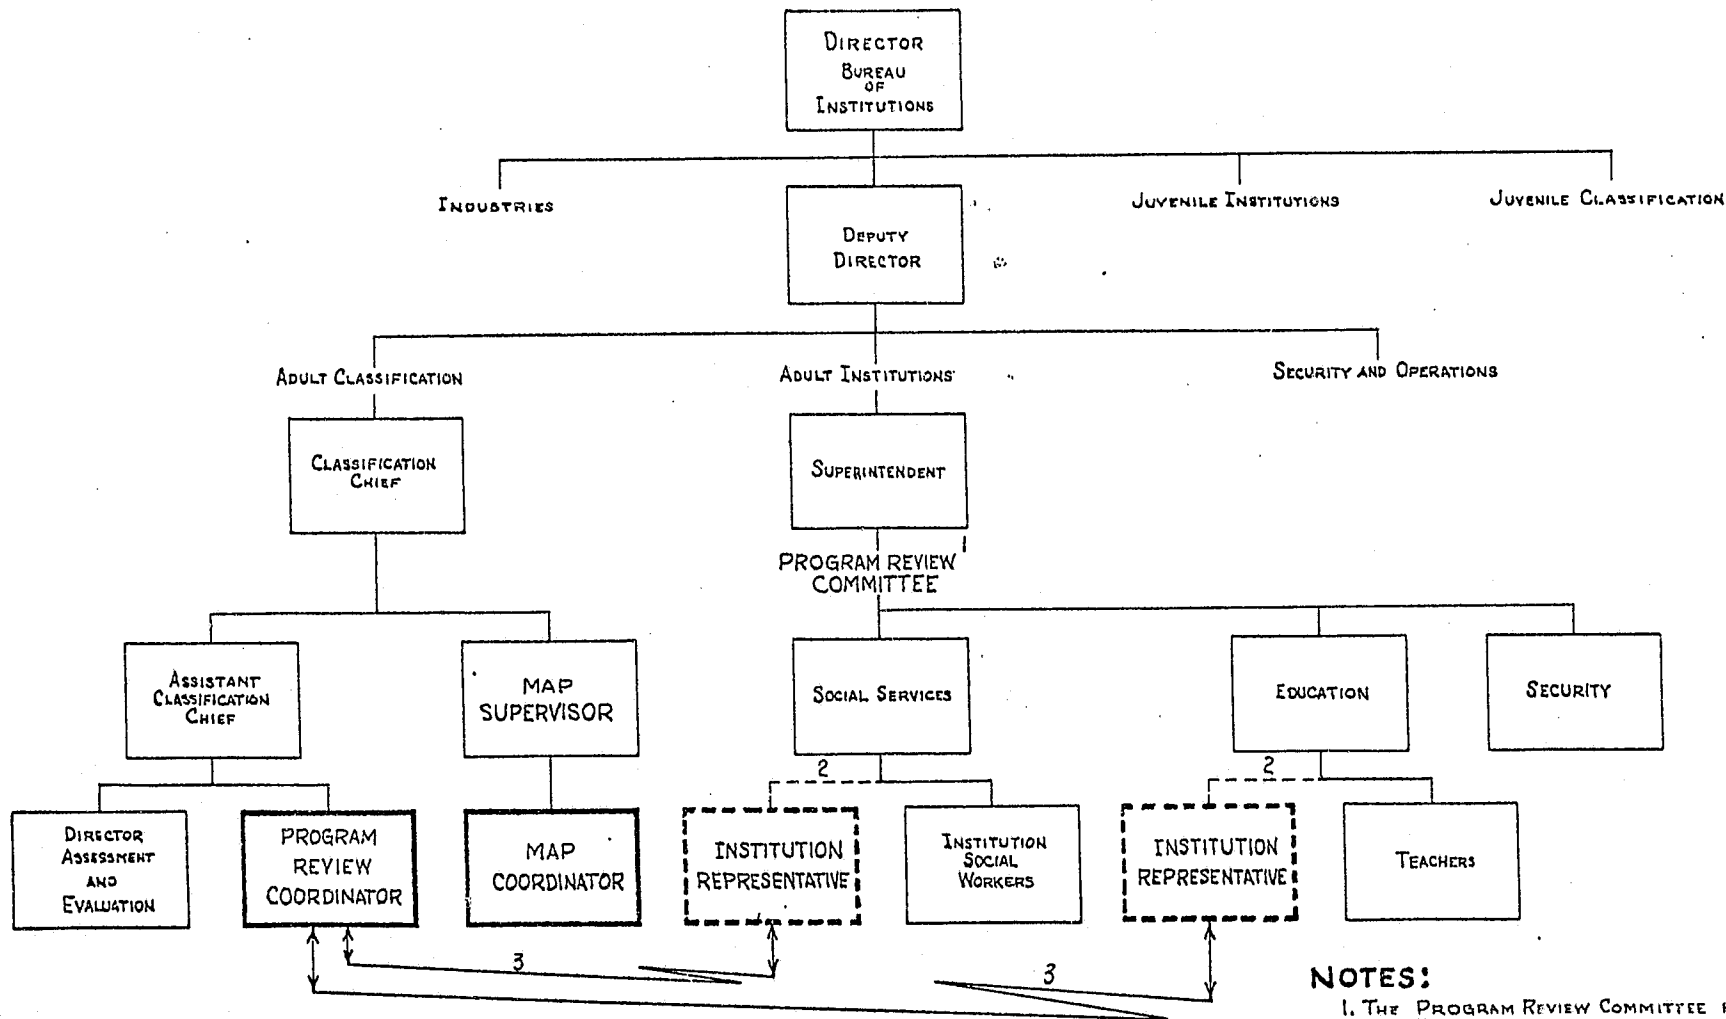 DIRECTOR
BUREAU
OF
INSTITUTIONS
INDUSTRIES
JUVENILE INSTITUTIONS
JUVENILE CLASSIFICATION
DEPUTY
DIRECTOR
ADULT CLASSIFICATION
ADULT INSTITUTIONS
SECURITY AND OPERATIONS
CLASSIFICATION
CHIEF
SUPERINTENDENT
PROGRAM REVIEW 1
COMMITTEE
ASSISTANT
CLASSIFICATION
CHIEF
MAP
SUPERVISOR
SOCIAL SERVICES
EDUCATION
SECURITY
2
2
DIRECTOR
ASSESSMENT
AND
EVALUATION
PROGRAM
REVIEW
COORDINATOR
MAP
COORDINATOR
INSTITUTION
REPRESENTATIVE
INSTITUTION
SOCIAL
WORKERS
INSTITUTION
REPRESENTATIVE
TEACHERS
3
3
NOTES:
1. THE PROGRAM REVIEW COMMITTEE